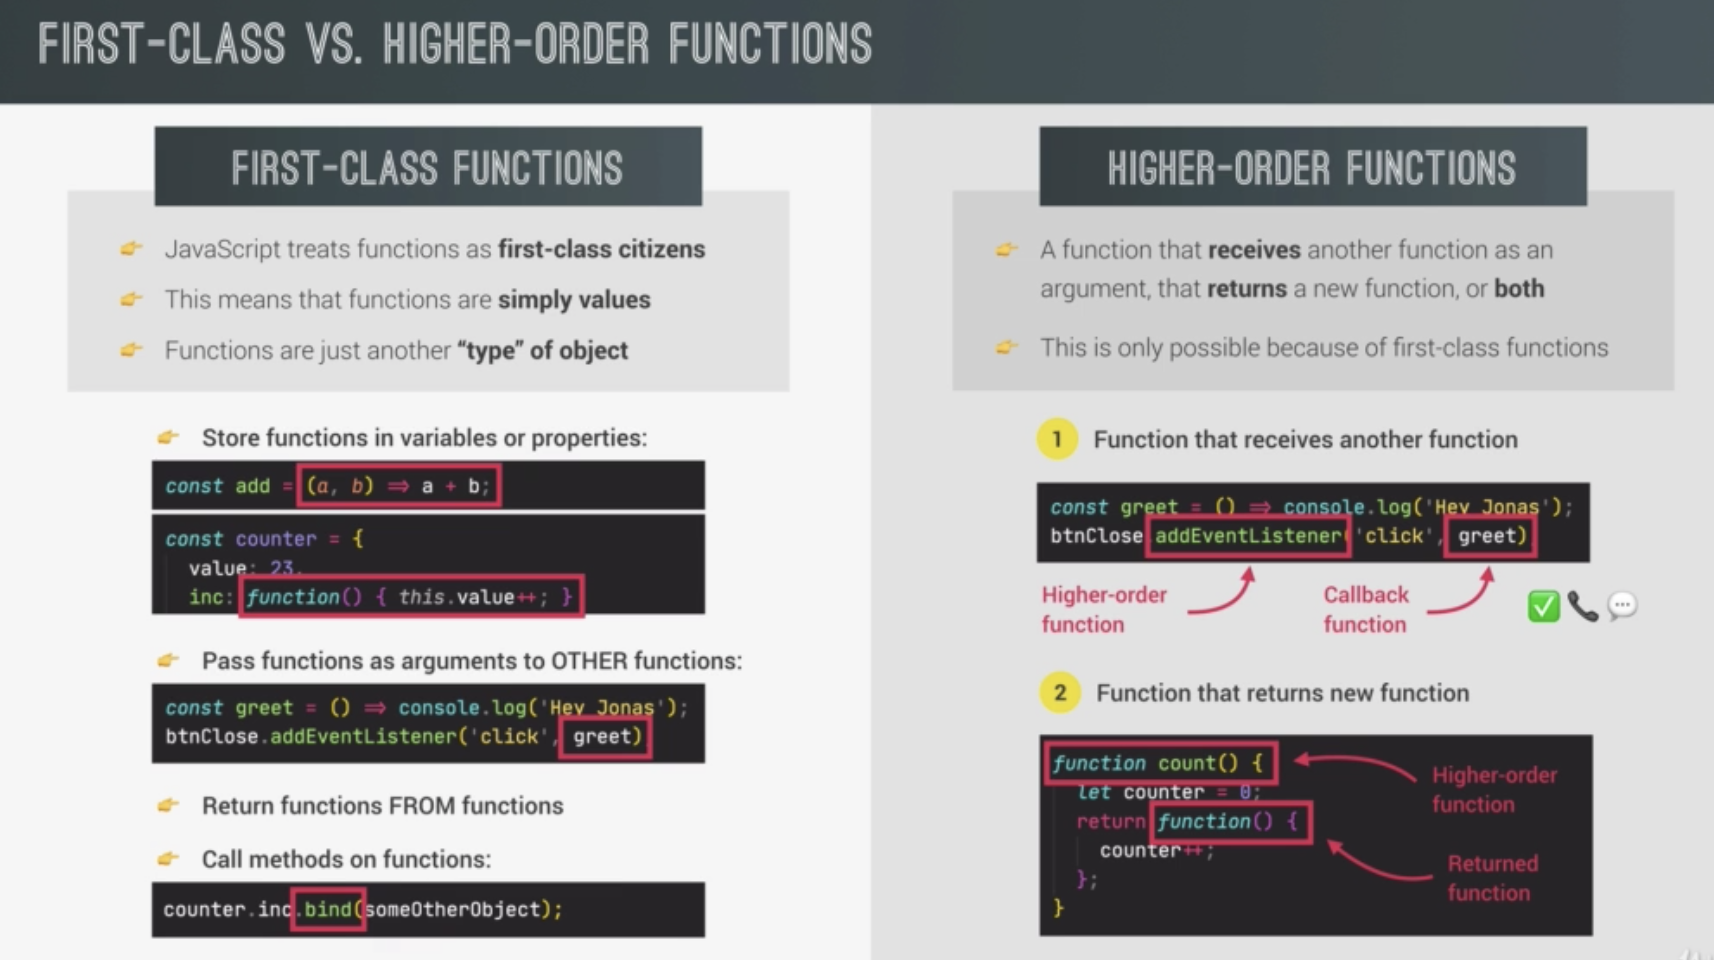 FIRST-CLASS VS. HIGHER-ORDER FUNCTIONS
FIRST-CLASS FUNCTIONS
JavaScript treats functions as first-class citizens
This means that functions are simply values
Functions are just another “type” of object
Store functions in variables or properties:
const add = (a, b) => a + b;
const counter = {
value: 23,
inc: function() { this.value++; }
Pass functions as arguments to OTHER functions:
const greet = () => console.log('Hey Jonas');
btnClose.addEventListener('click', greet)
Return functions FROM functions
Call methods on functions:
counter.inc.bind(someOtherObject);
HIGHER-ORDER FUNCTIONS
A function that receives another function as an
argument, that returns a new function, or both
This is only possible because of first-class functions
1 Function that receives another function
const greet = () => console.log('Hey Jonas');
btnClose.addEventListener('click', greet)
Higher-order
function
Callback
function
2 Function that returns new function
function count() {
let counter = 0;
return function() {
counter++;
};
}
Higher-order
function
Returned
function